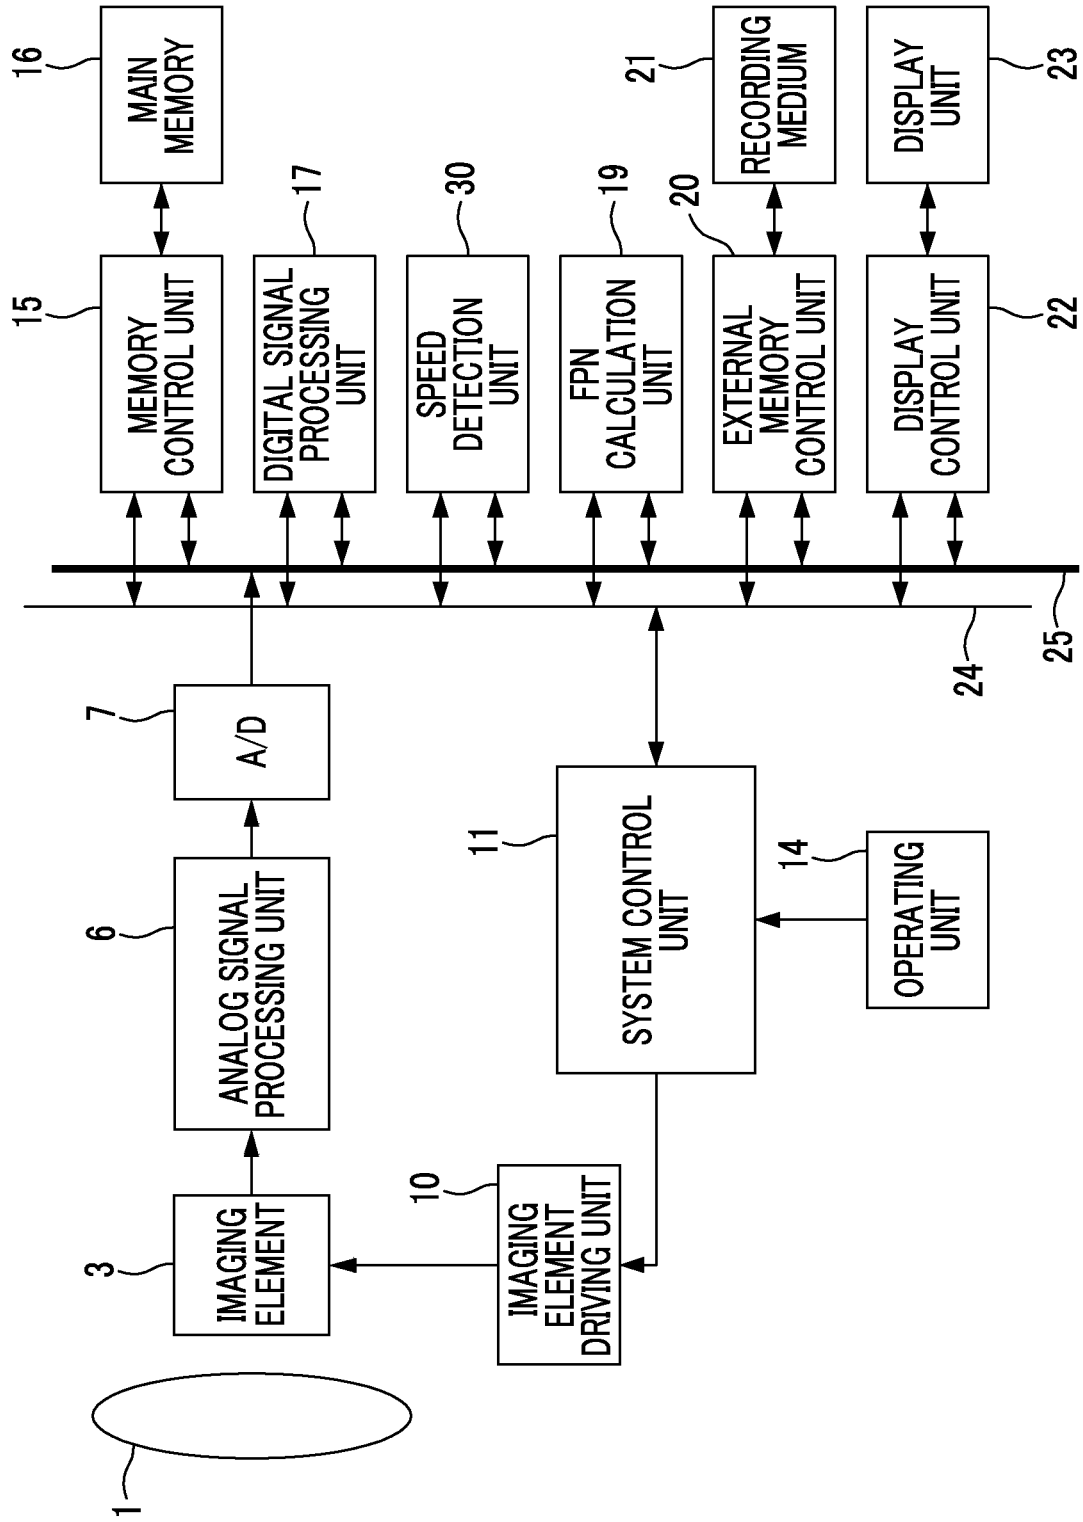 1
3
IMAGING
ELEMENT
6
ANALOG SIGNAL
PROCESSING UNIT
7
A/D
10
IMAGING
ELEMENT
DRIVING UNIT
11
SYSTEM CONTROL
UNIT
14
OPERATING
UNIT
24
25
15
MEMORY
CONTROL UNIT
16
MAIN
MEMORY
17
DIGITAL SIGNAL
PROCESSING
UNIT
30
SPEED
DETECTION
UNIT
19
FPN
CALCULATION
UNIT
20
EXTERNAL
MEMORY
CONTROL UNIT
21
RECORDING
MEDIUM
22
DISPLAY
CONTROL UNIT
23
DISPLAY
UNIT